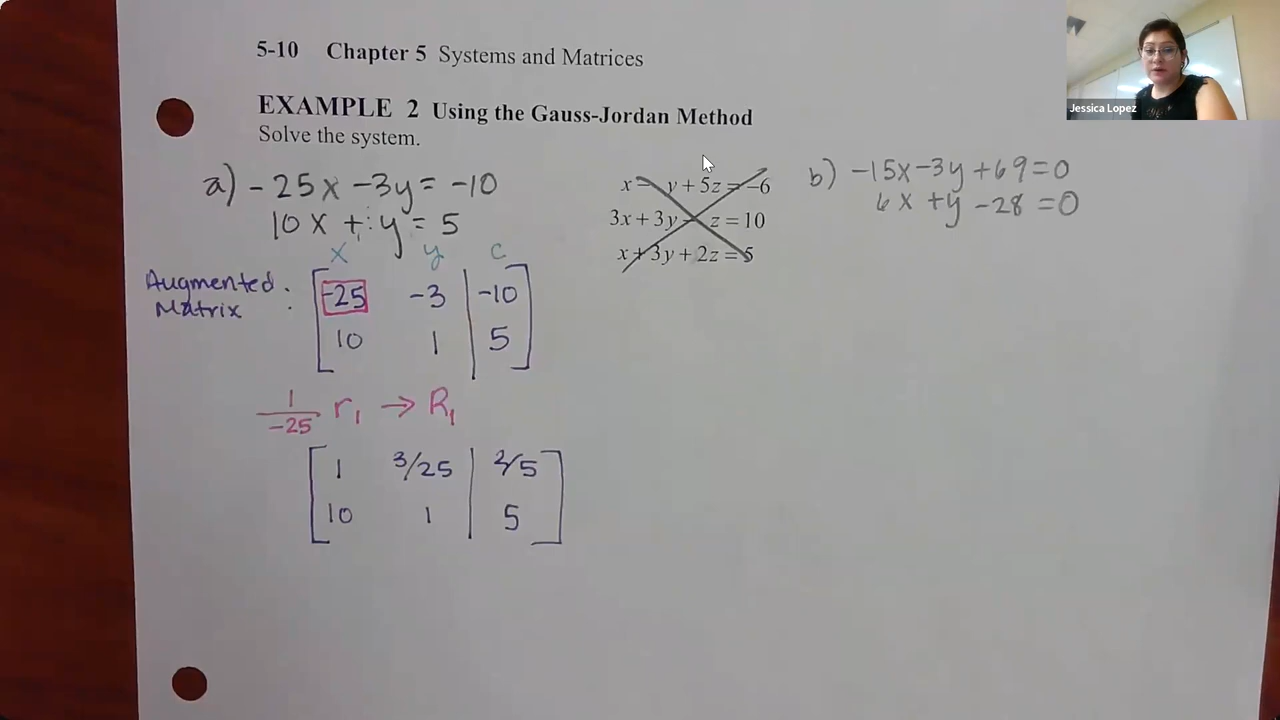 5-10 Chapter 5 Systems and Matrices
EXAMPLE 2 Using the Gauss-Jordan Method
Solve the system.
a) -25x -3y = -10
10x + y = 5
x - y + 5z = -6
3x + 3y - z = 10
x + 3y + 2z = 5
b) -15x -3y +69 = 0
6x + y - 28 = 0
x y c
Augmented Matrix :
-25 -3 | -10
10 1 | 5
1/-25 r₁ → R₁
1 3/25 | 2/5
10 1 | 5
Jessica Lopez